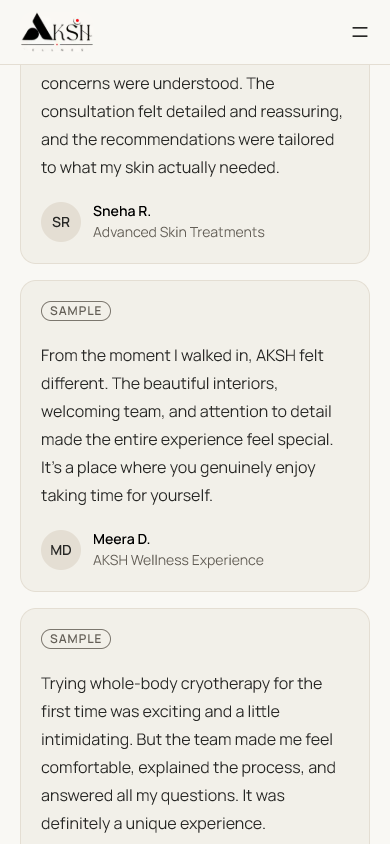 AKSH
concerns were understood. The
consultation felt detailed and reassuring,
and the recommendations were tailored
to what my skin actually needed.
SR
Sneha R.
Advanced Skin Treatments
SAMPLE
From the moment I walked in, AKSH felt
different. The beautiful interiors,
welcoming team, and attention to detail
made the entire experience feel special.
It's a place where you genuinely enjoy
taking time for yourself.
MD
Meera D.
AKSH Wellness Experience
SAMPLE
Trying whole-body cryotherapy for the
first time was exciting and a little
intimidating. But the team made me feel
comfortable, explained the process, and
answered all my questions. It was
definitely a unique experience.